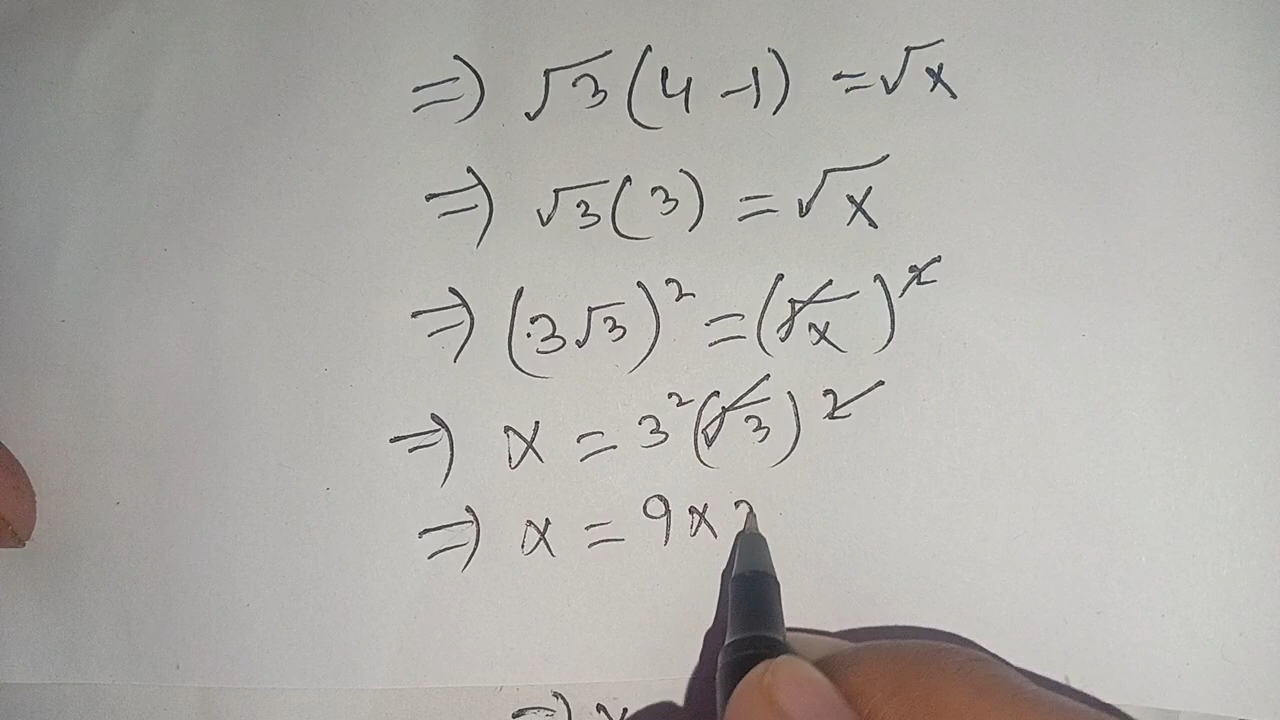 ⇒ √3(4-1) = √x
⇒ √3(3) = √x
⇒ (3√3)² = (√x)²
⇒ x = 3²(√3)²
⇒ x = 9×
⇒ x